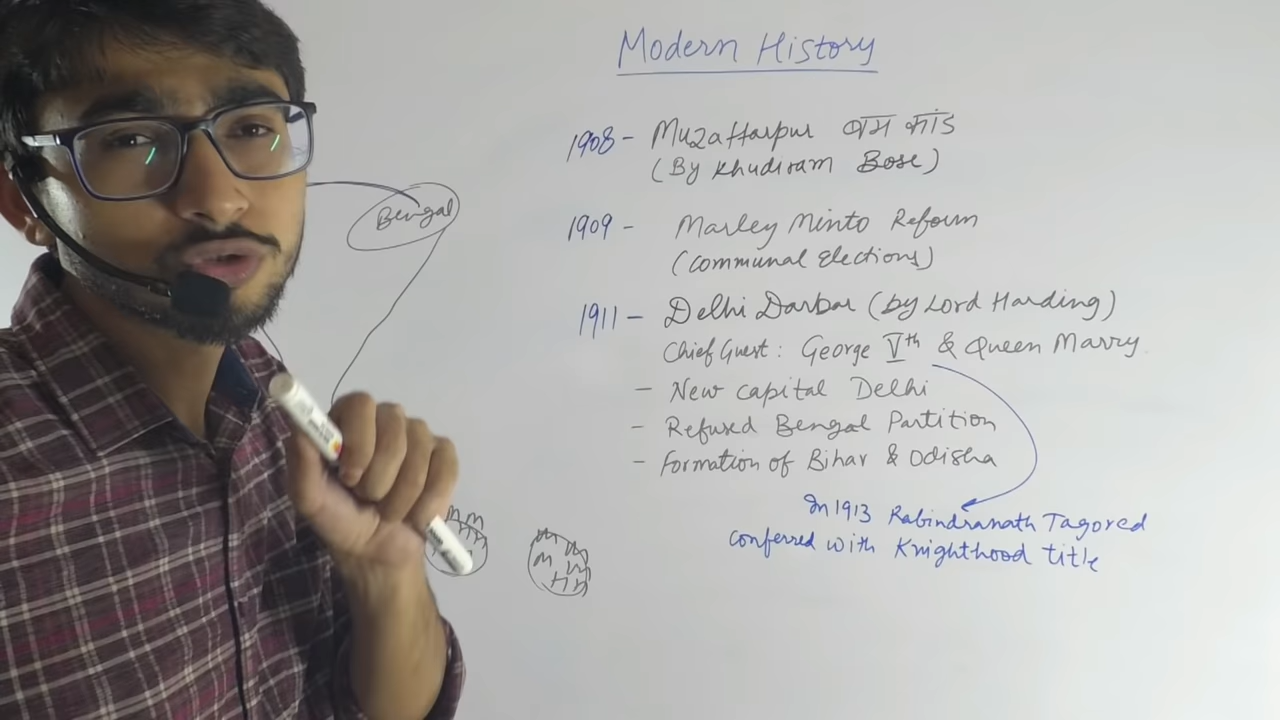 Modern History
Bengal
1908 - Muzaffarpur बम कांड
(By Khudiram Bose)
1909 - Marley Minto Reform
(Communal Elections)
1911 - Delhi Darbar (by Lord Harding)
Chief Guest : George Vth & Queen Marry
- New capital Delhi
- Refused Bengal Partition
- Formation of Bihar & Odisha
In 1913 Rabindranath Tagored
conferred with Knighthood title